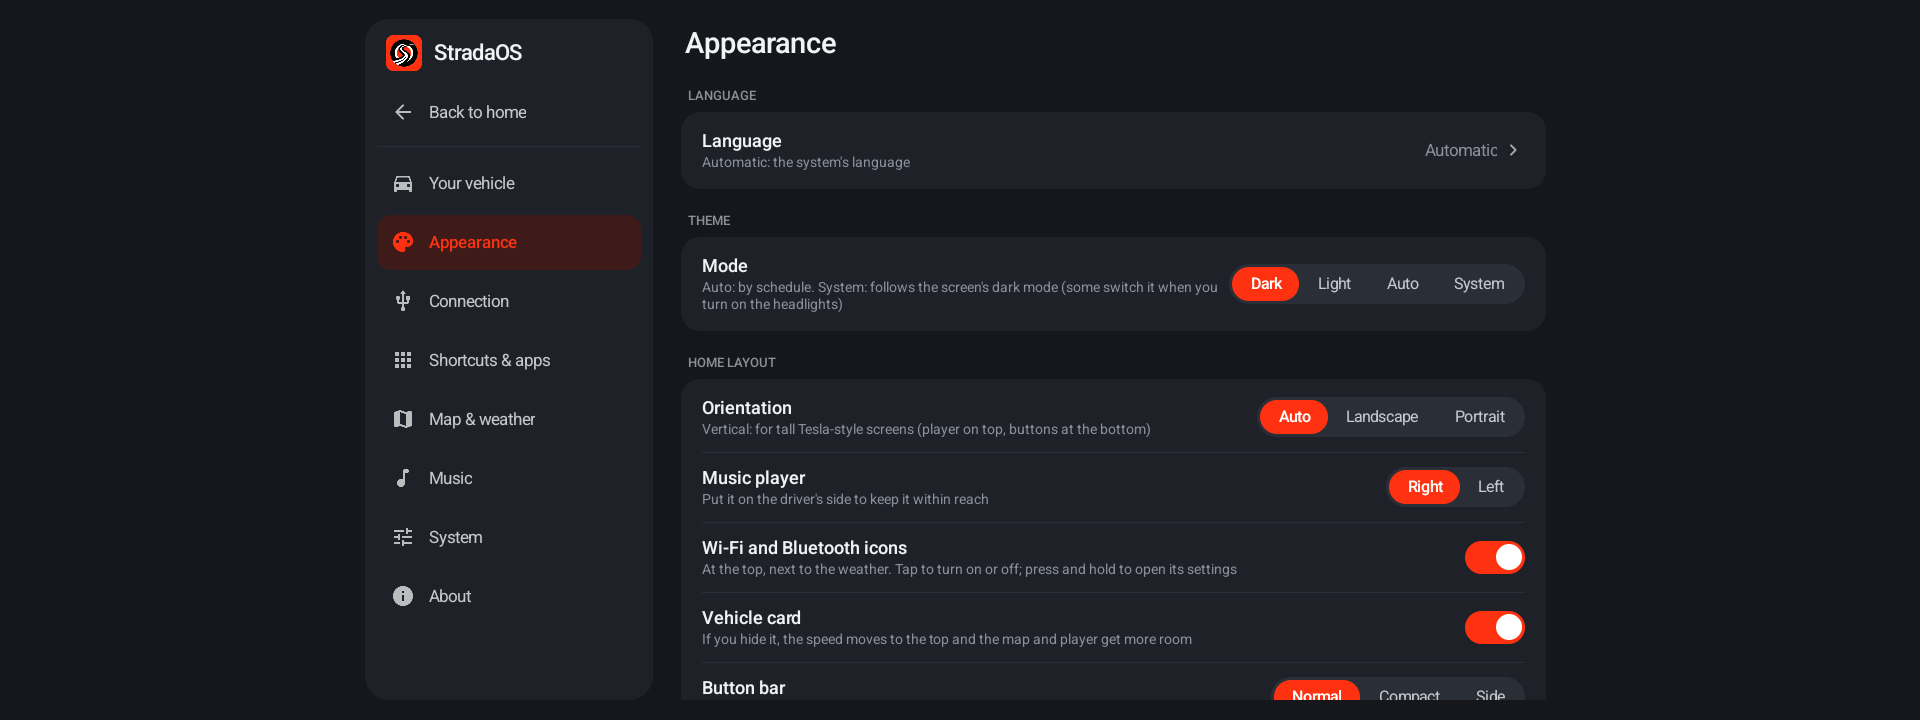 StradaOS
Back to home
Your vehicle
Appearance
Connection
Shortcuts & apps
Map & weather
Music
System
About
Appearance
LANGUAGE
Language
Automatic: the system's language
Automatic
THEME
Mode
Auto: by schedule. System: follows the screen's dark mode (some switch it when you
turn on the headlights)
Dark Light Auto System
HOME LAYOUT
Orientation
Vertical: for tall Tesla-style screens (player on top, buttons at the bottom)
Auto Landscape Portrait
Music player
Put it on the driver's side to keep it within reach
Right Left
Wi-Fi and Bluetooth icons
At the top, next to the weather. Tap to turn on or off; press and hold to open its settings
Vehicle card
If you hide it, the speed moves to the top and the map and player get more room
Button bar
Normal Compact Side